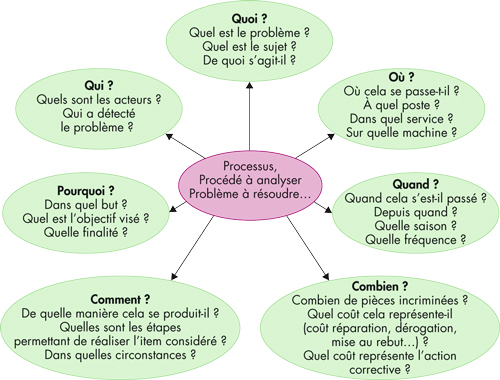 Quoi ?
Quel est le problème ?
Quel est le sujet ?
De quoi s'agit-il ?
Qui ?
Quels sont les acteurs ?
Qui a détecté
le problème ?
Où ?
Où cela se passe-t-il ?
À quel poste ?
Dans quel service ?
Sur quelle machine ?
Processus,
Procédé à analyser
Problème à résoudre...
Pourquoi ?
Dans quel but ?
Quel est l'objectif visé ?
Quelle finalité ?
Quand ?
Quand cela s'est-il passé ?
Depuis quand ?
Quelle saison ?
Quelle fréquence ?
Comment ?
De quelle manière cela se produit-il ?
Quelles sont les étapes
permettant de réaliser l'item considéré ?
Dans quelles circonstances ?
Combien ?
Combien de pièces incriminées ?
Quel coût cela représente-il
(coût réparation, dérogation,
mise au rebut...) ?
Quel coût représente l'action
corrective ?